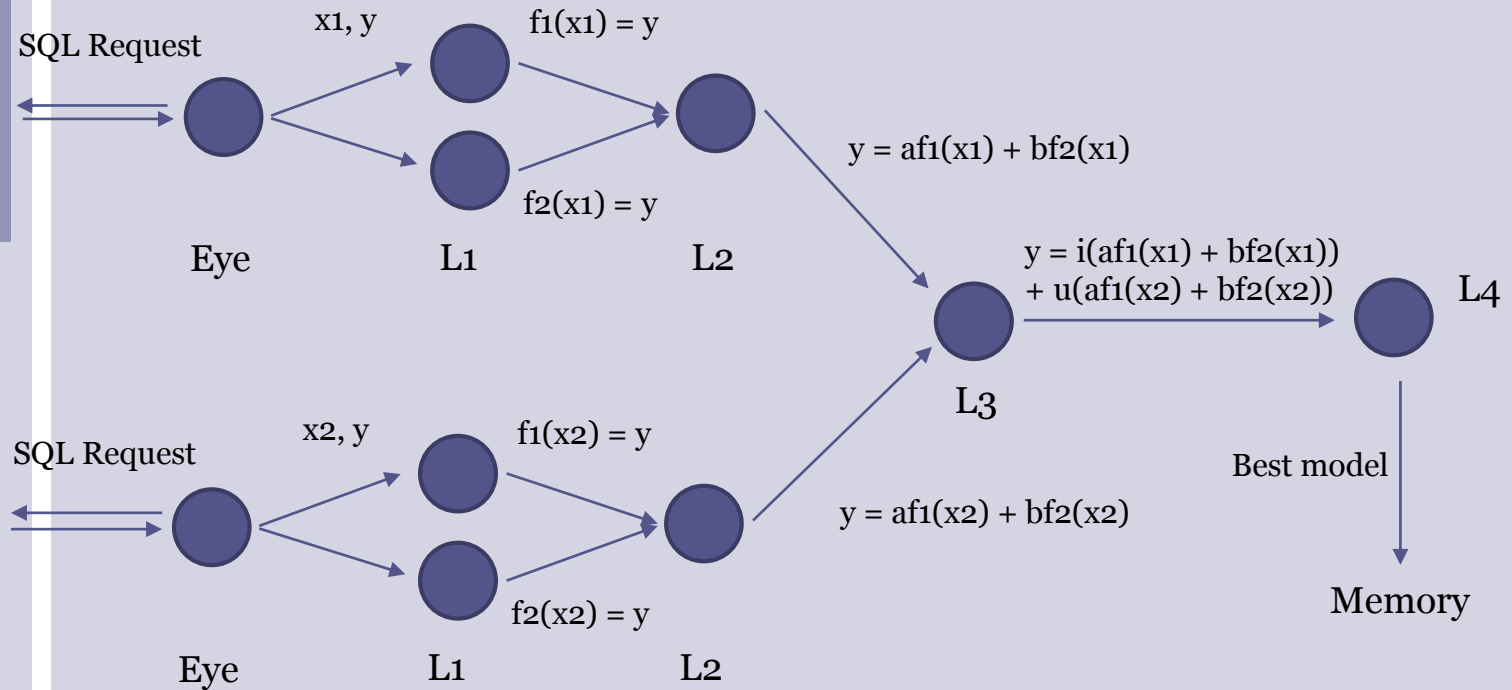 x1, y
f1(x1) = y
SQL Request
y = af1(x1) + bf2(x1)
f2(x1) = y
Eye
L1
L2
y = i(af1(x1) + bf2(x1))
+ u(af1(x2) + bf2(x2))
L4
L3
x2, y
f1(x2) = y
SQL Request
Best model
y = af1(x2) + bf2(x2)
f2(x2) = y
Memory
Eye
L1
L2